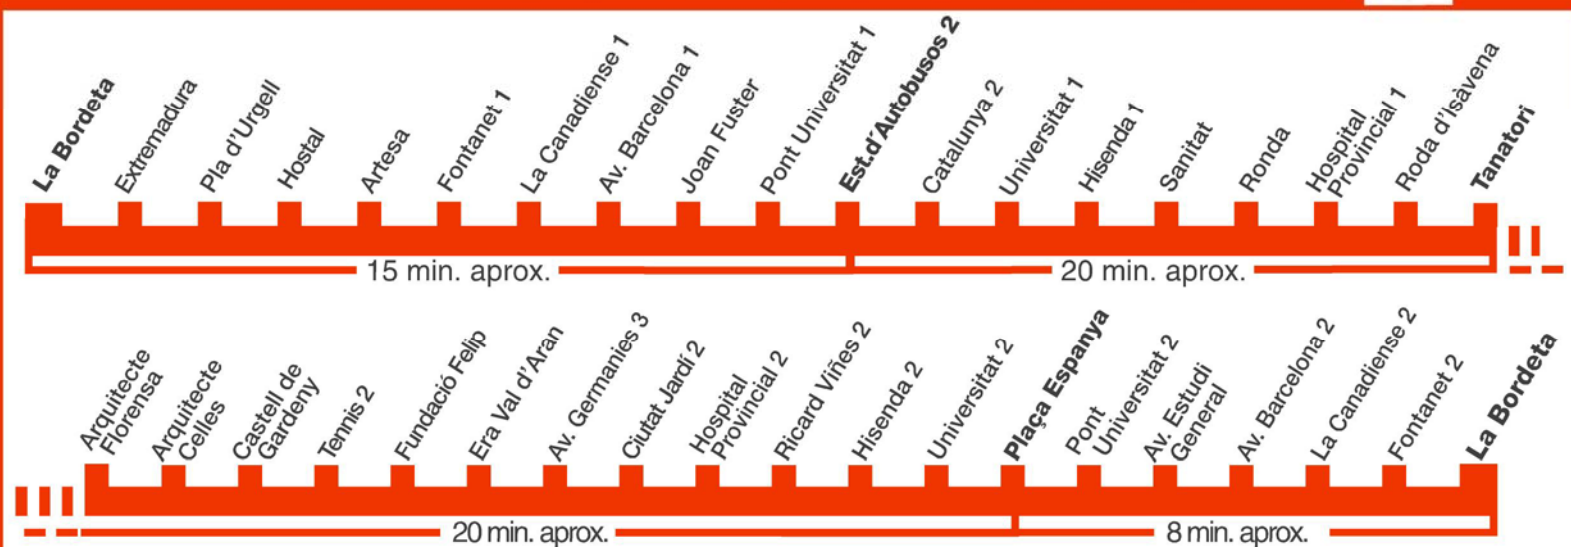 La Bordeta
Extremadura
Pla d'Urgell
Hostal
Artesa
Fontanet 1
La Canadiense 1
Av. Barcelona 1
Joan Fuster
Pont Universitat 1
Est.d´Autobusos 2
Catalunya 2
Universitat 1
Hisenda 1
Sanitat
Ronda
Hospital
Provincial 1
Roda d'Isàvena
Tanatori
15 min. aprox.
20 min. aprox.
Arquitecte
Florensa
Arquitecte
Celles
Castell de
Gardeny
Tennis 2
Fundació Felip
Era Val d'Aran
Av. Germanies 3
Ciutat Jardí 2
Hospital
Provincial 2
Ricard Viñes 2
Hisenda 2
Universitat 2
Plaça Espanya
Pont
Universitat 2
Av. Estudi
General
Av. Barcelona 2
La Canadiense 2
Fontanet 2
La Bordeta
20 min. aprox.
8 min. aprox.